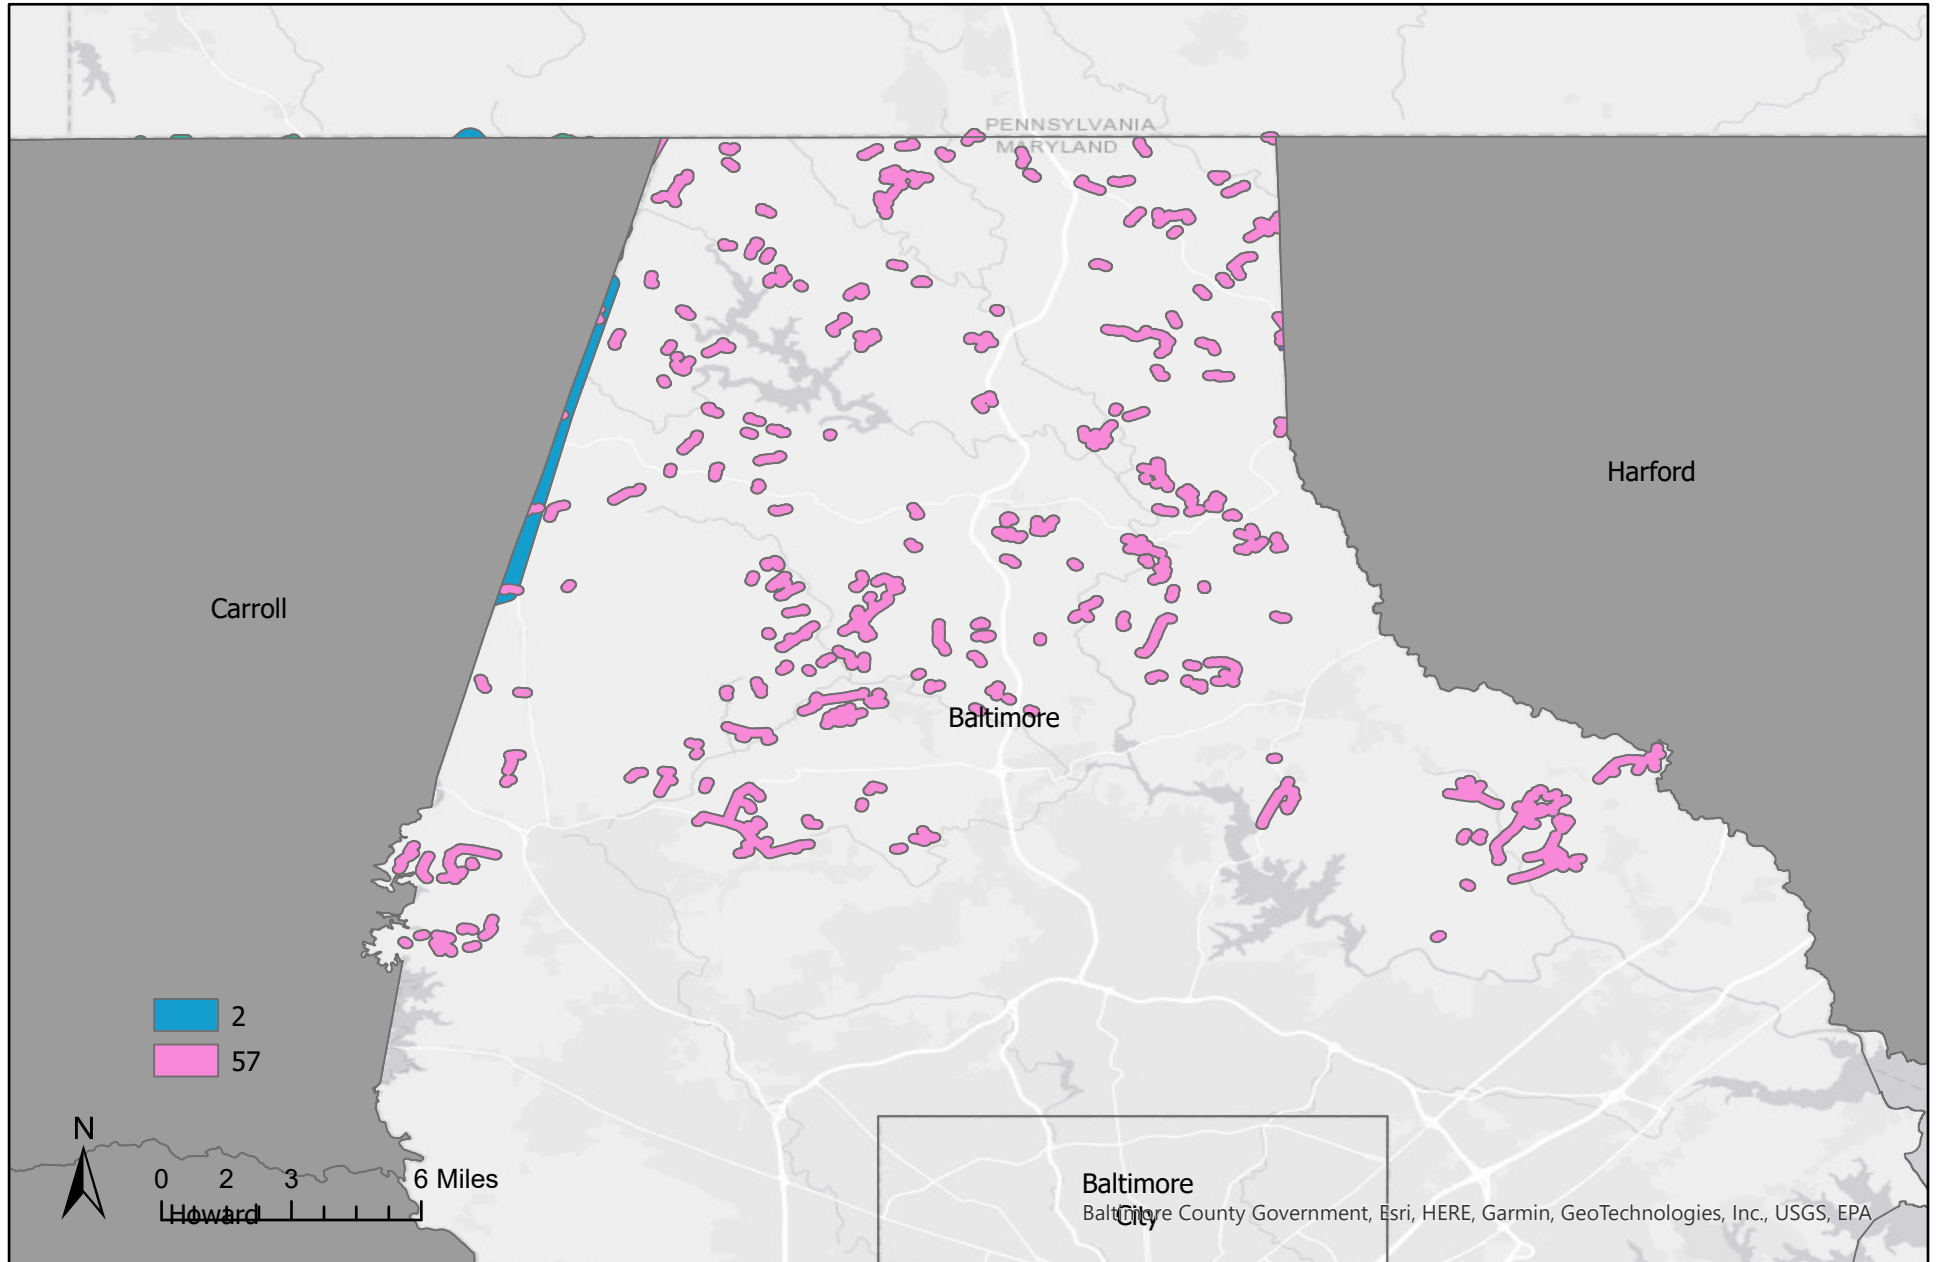 PENNSYLVANIA
MARYLAND
Harford
Carroll
Baltimore
2
57
N
0 2 3 6 Miles
Howard
Baltimore
City
Baltimore County Government, Esri, HERE, Garmin, GeoTechnologies, Inc., USGS, EPA